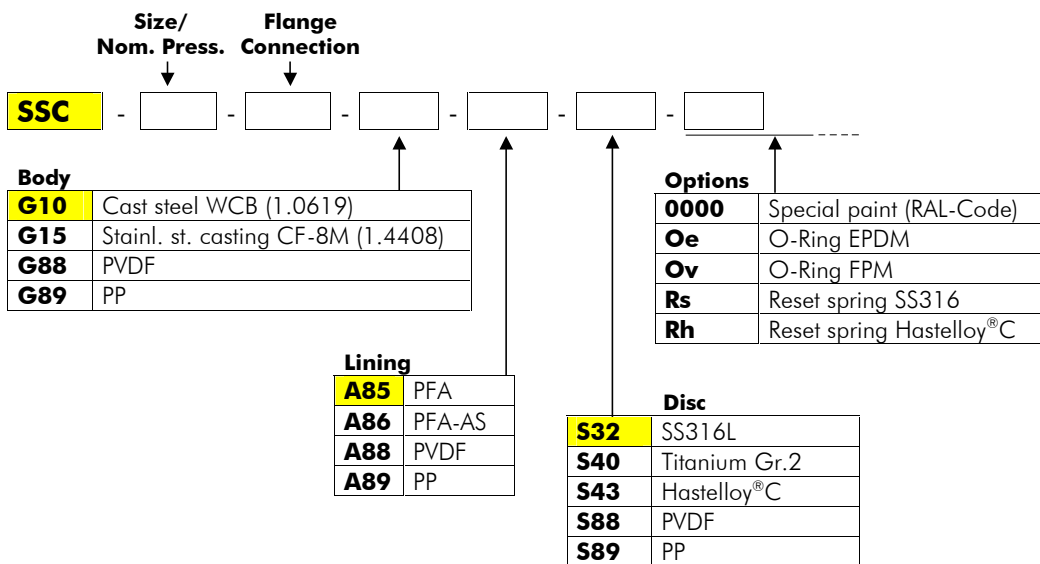 Size/ Flange
Nom. Press. Connection
SSC - - - - - -
Body
G10 Cast steel WCB (1.0619)
G15 Stainl. st. casting CF-8M (1.4408)
G88 PVDF
G89 PP
Options
0000 Special paint (RAL-Code)
Oe O-Ring EPDM
Ov O-Ring FPM
Rs Reset spring SS316
Rh Reset spring Hastelloy®C
Lining
A85 PFA
A86 PFA-AS
A88 PVDF
A89 PP
Disc
S32 SS316L
S40 Titanium Gr.2
S43 Hastelloy®C
S88 PVDF
S89 PP